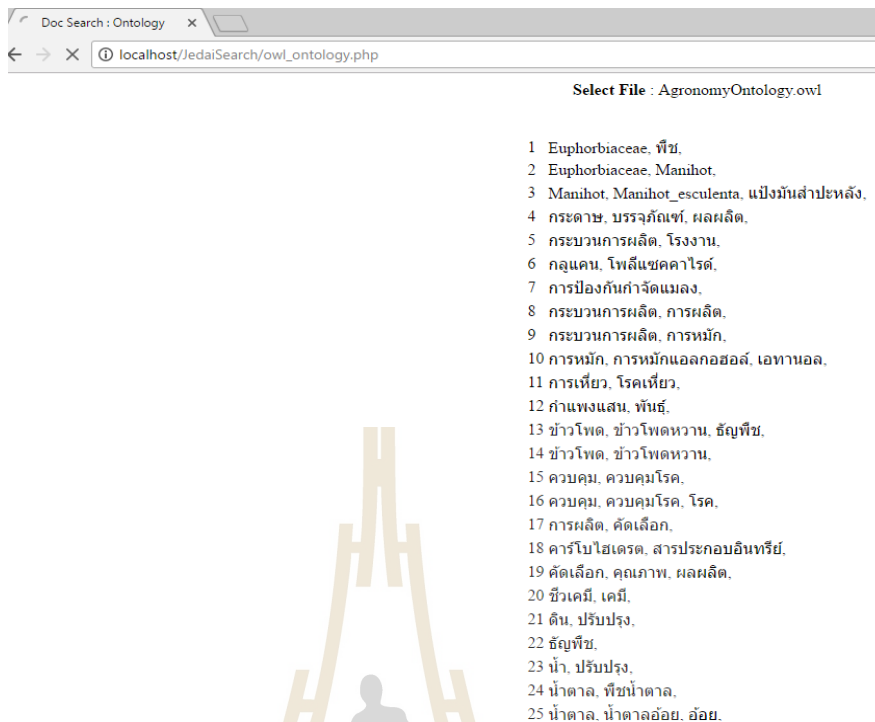 Doc Search : Ontology
localhost/JedaiSearch/owl_ontology.php
Select File : AgronomyOntology.owl
1 Euphorbiaceae, พืช,
2 Euphorbiaceae, Manihot,
3 Manihot, Manihot_esculenta, แป้งมันสำปะหลัง,
4 กระดาษ, บรรจุภัณฑ์, ผลผลิต,
5 กระบวนการผลิต, โรงงาน,
6 กลูแคน, โพลีแซคคาไรด์,
7 การป้องกันกำจัดแมลง,
8 กระบวนการผลิต, การผลิต,
9 กระบวนการผลิต, การหมัก,
10 การหมัก, การหมักแอลกอฮอล์, เอทานอล,
11 การเหี่ยว, โรคเหี่ยว,
12 กำแพงแสน, พันธุ์,
13 ข้าวโพด, ข้าวโพดหวาน, ธัญพืช,
14 ข้าวโพด, ข้าวโพดหวาน,
15 ควบคุม, ควบคุมโรค,
16 ควบคุม, ควบคุมโรค, โรค,
17 การผลิต, คัดเลือก,
18 คาร์โบไฮเดรต, สารประกอบอินทรีย์,
19 คัดเลือก, คุณภาพ, ผลผลิต,
20 ชีวเคมี, เคมี,
21 ดิน, ปรับปรุง,
22 ธัญพืช,
23 น้ำ, ปรับปรุง,
24 น้ำตาล, พืชน้ำตาล,
25 น้ำตาล, น้ำตาลอ้อย, อ้อย,